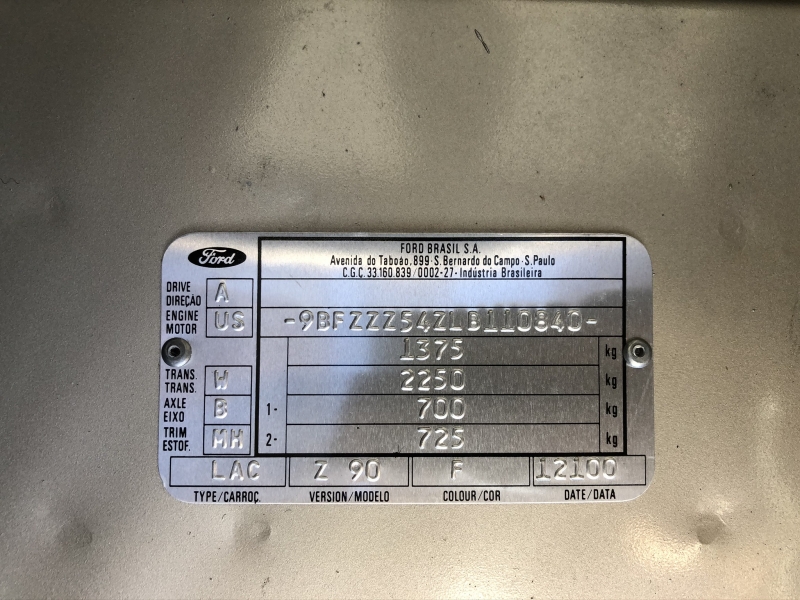 Ford
FORD BRASIL S.A.
Avenida do Taboão, 899 - S. Bernardo do Campo - S. Paulo
C.G.C. 33.160.839/0002-27 - Indústria Brasileira
DRIVE DIREÇÃO A
ENGINE MOTOR US -9BFZZZ54ZLB110840-
1375 kg
TRANS. TRANS. W 2250 kg
AXLE EIXO B 1- 700 kg
TRIM ESTOF. MH 2- 725 kg
LAC Z 90 F 12100
TYPE/CARROÇ. VERSION/MODELO COLOUR/COR DATE/DATA